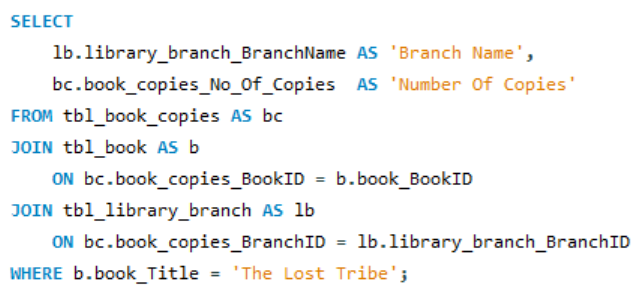 SELECT
    lb.library_branch_BranchName AS 'Branch Name',
    bc.book_copies_No_Of_Copies  AS 'Number Of Copies'
FROM tbl_book_copies AS bc
JOIN tbl_book AS b
    ON bc.book_copies_BookID = b.book_BookID
JOIN tbl_library_branch AS lb
    ON bc.book_copies_BranchID = lb.library_branch_BranchID
WHERE b.book_Title = 'The Lost Tribe';